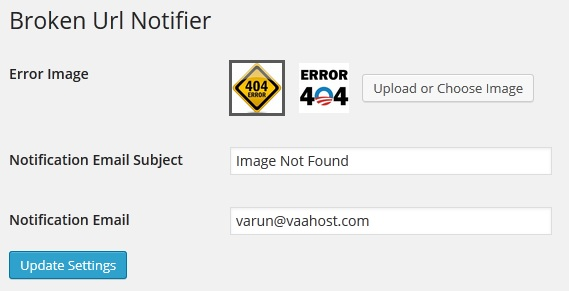 Broken Url Notifier
Error Image
404
ERROR
ERROR
404
Upload or Choose Image
Notification Email Subject
Image Not Found
Notification Email
varun@vaahost.com
Update Settings